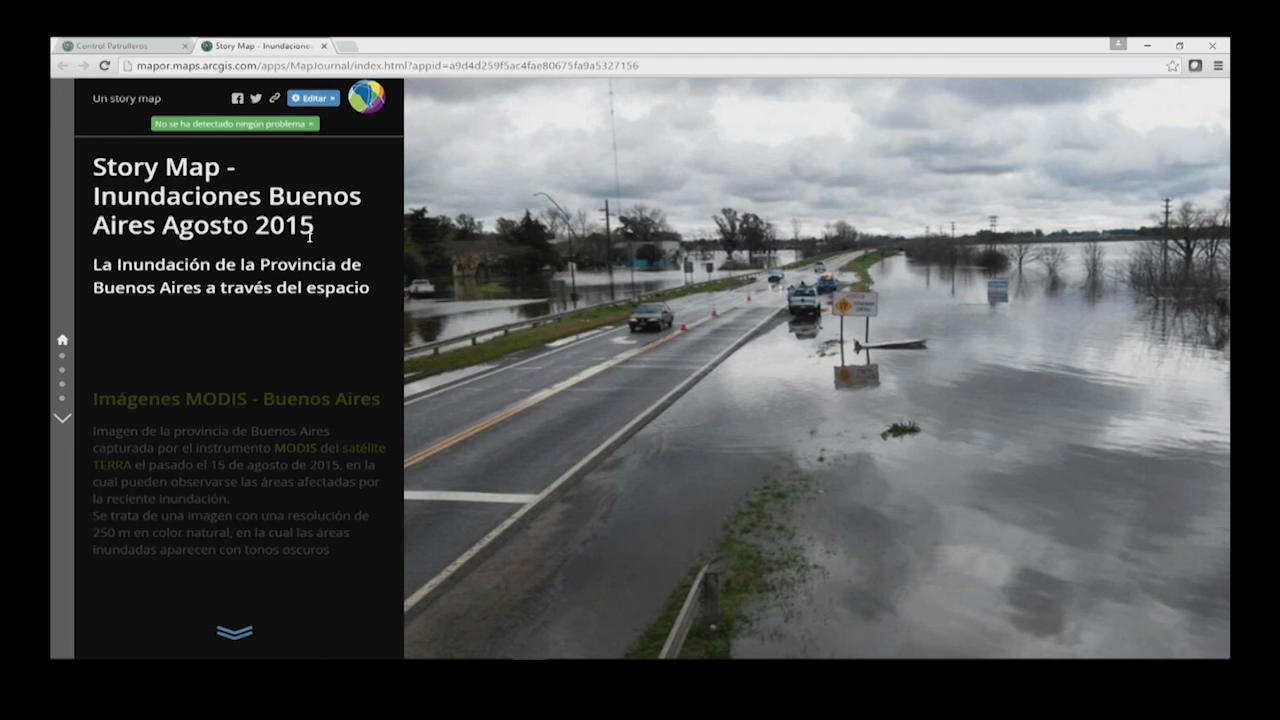 Control Patrulleros
Story Map - Inundacione
mapor.maps.arcgis.com/apps/MapJournal/index.html?appid=a9d4d259f5ac4fae80675fa9a5327156
Un story map
Editar
No se ha detectado ningún problema
Story Map -
Inundaciones Buenos
Aires Agosto 2015
La Inundación de la Provincia de
Buenos Aires a través del espacio
Imágenes MODIS - Buenos Aires
Imagen de la provincia de Buenos Aires
capturada por el instrumento MODIS del satélite
TERRA el pasado el 15 de agosto de 2015, en la
cual pueden observarse las áreas afectadas por
la reciente inundación.
Se trata de una imagen con una resolución de
250 m en color natural, en la cual las áreas
inundadas aparecen con tonos oscuros